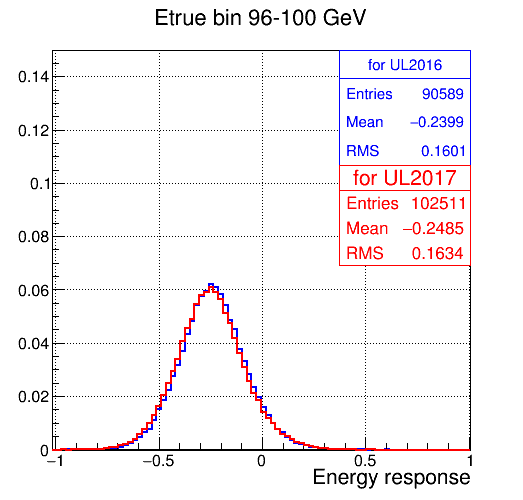 Etrue bin 96-100 GeV
for UL2016
Entries 90589
Mean −0.2399
RMS 0.1601
for UL2017
Entries 102511
Mean −0.2485
RMS 0.1634
0.14
0.12
0.1
0.08
0.06
0.04
0.02
0
−1 −0.5 0 0.5 1
Energy response